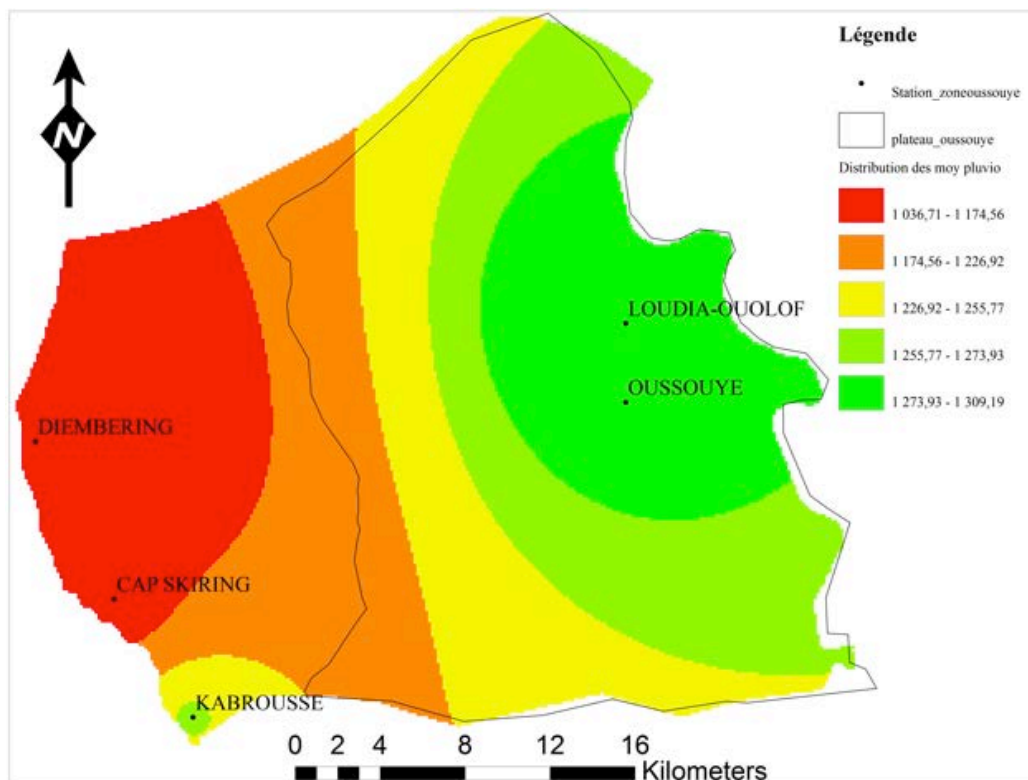 N
Légende
Station_zoneoussouye
plateau_oussouye
Distribution des moy pluvio
1 036,71 - 1 174,56
1 174,56 - 1 226,92
1 226,92 - 1 255,77
1 255,77 - 1 273,93
1 273,93 - 1 309,19
LOUDIA-OUOLOF
OUSSOUYE
DIEMBERING
CAP SKIRING
KABROUSSE
0 2 4 8 12 16
Kilometers